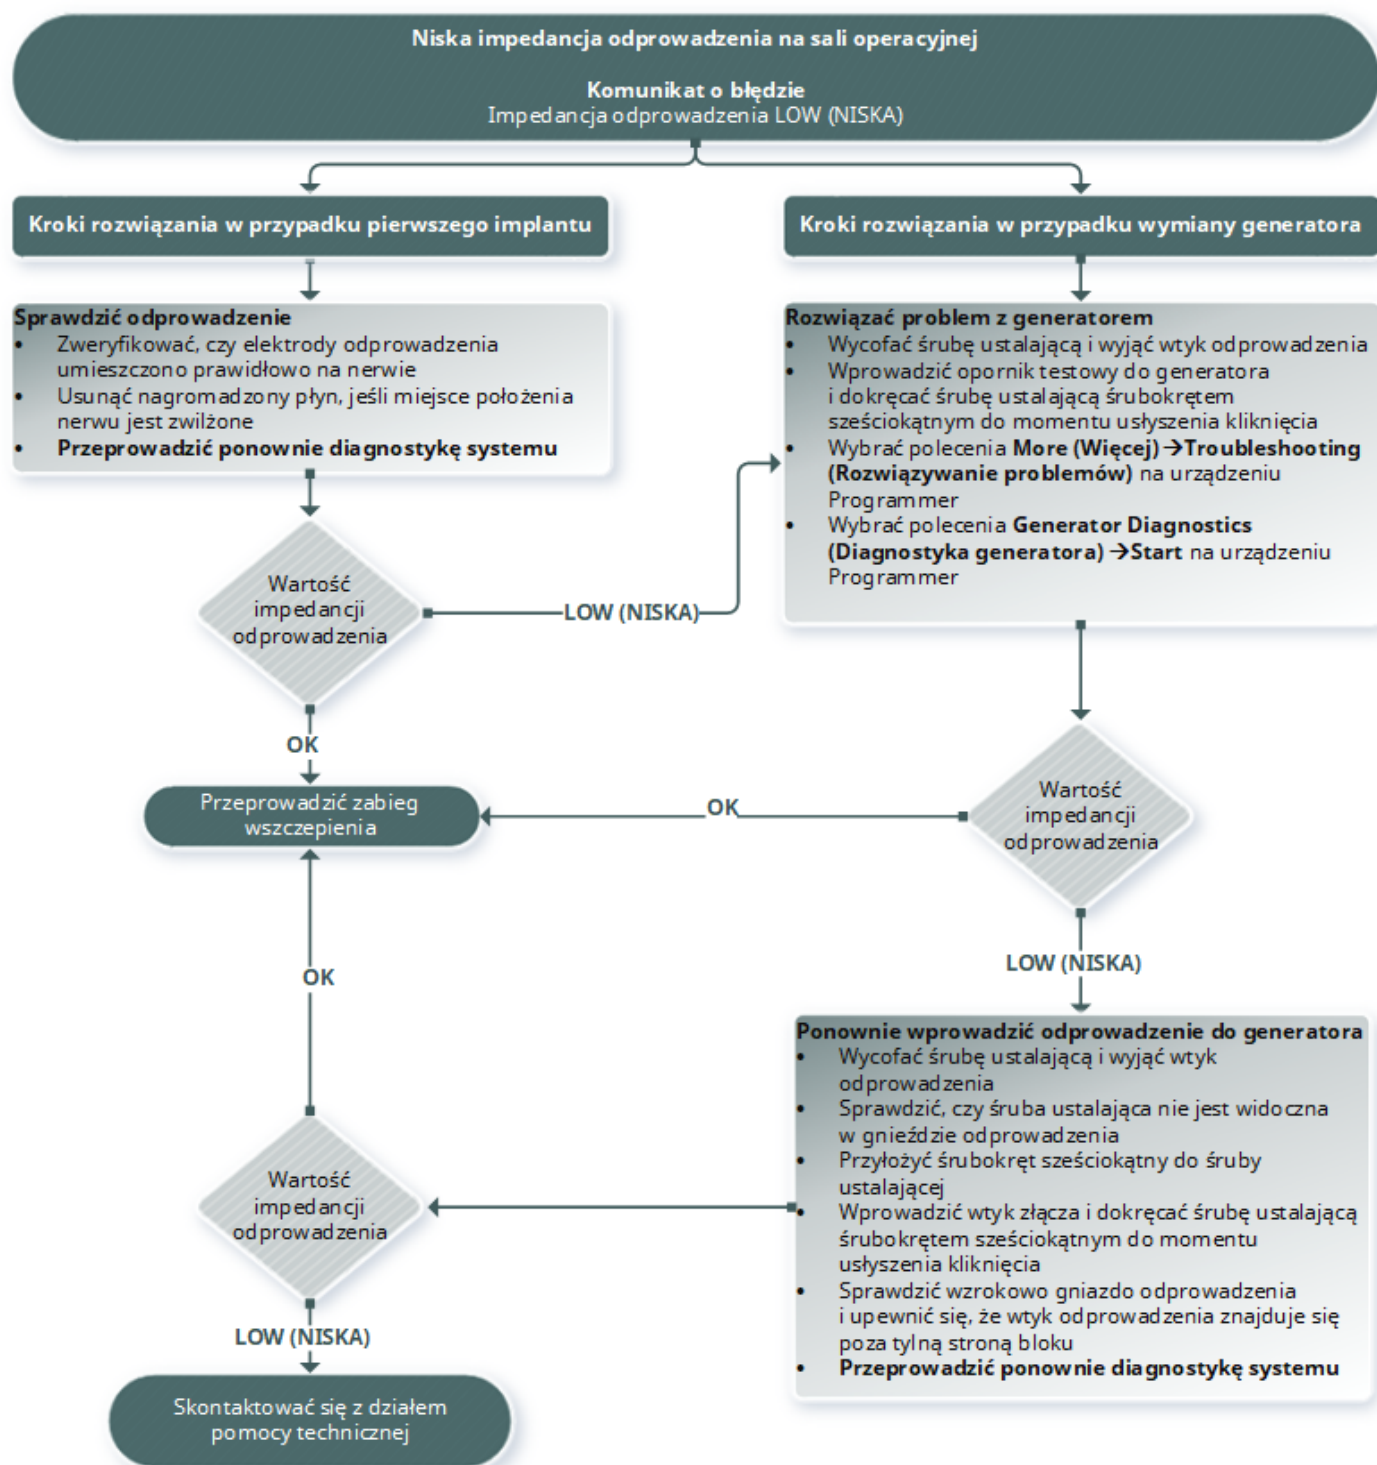 Niska impedancja odprowadzenia na sali operacyjnej
Komunikat o błędzie
Impedancja odprowadzenia LOW (NISKA)
Kroki rozwiązania w przypadku pierwszego implantu
Kroki rozwiązania w przypadku wymiany generatora
Sprawdzić odprowadzenie
• Zweryfikować, czy elektrody odprowadzenia
umieszczono prawidłowo na nerwie
• Usunąć nagromadzony płyn, jeśli miejsce położenia
nerwu jest zwilżone
• Przeprowadzić ponownie diagnostykę systemu
Rozwiązać problem z generatorem
• Wycofać śrubę ustalającą i wyjąć wtyk odprowadzenia
• Wprowadzić opornik testowy do generatora
i dokręcać śrubę ustalającą śrubokrętem
sześciokątnym do momentu usłyszenia kliknięcia
• Wybrać polecenia More (Więcej) →Troubleshooting
(Rozwiązywanie problemów) na urządzeniu
Programmer
• Wybrać polecenia Generator Diagnostics
(Diagnostyka generatora) →Start na urządzeniu
Programmer
Wartość
impedancji
odprowadzenia
LOW (NISKA)
OK
Przeprowadzić zabieg
wszczepienia
OK
Wartość
impedancji
odprowadzenia
LOW (NISKA)
OK
Ponownie wprowadzić odprowadzenie do generatora
• Wycofać śrubę ustalającą i wyjąć wtyk
odprowadzenia
• Sprawdzić, czy śruba ustalająca nie jest widoczna
w gnieździe odprowadzenia
• Przyłożyć śrubokręt sześciokątny do śruby
ustalającej
• Wprowadzić wtyk złącza i dokręcać śrubę ustalającą
śrubokrętem sześciokątnym do momentu
usłyszenia kliknięcia
• Sprawdzić wzrokowo gniazdo odprowadzenia
i upewnić się, że wtyk odprowadzenia znajduje się
poza tylną stroną bloku
• Przeprowadzić ponownie diagnostykę systemu
Wartość
impedancji
odprowadzenia
LOW (NISKA)
Skontaktować się z działem
pomocy technicznej